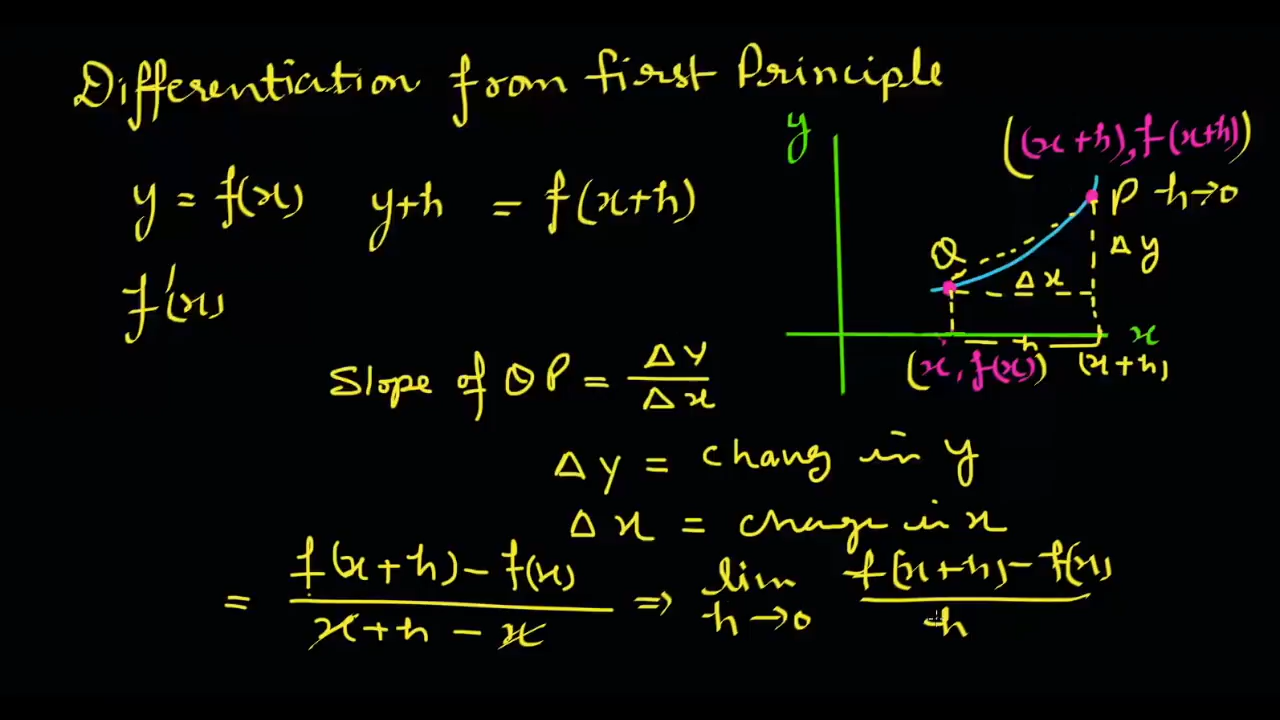 Differentiation from first Principle
y
((x+h), f(x+h))
y = f(x) y+h = f(x+h)
P h→0
Q
Δy
Δx
f'(x)
h
x
(x, f(x))
(x+h)
Slope of QP = ΔY/Δx
Δy = chang in y
Δx = change in x
= f(x+h) - f(x) / x+h - x ⇒ lim h→0 f(x+h) - f(x) / h